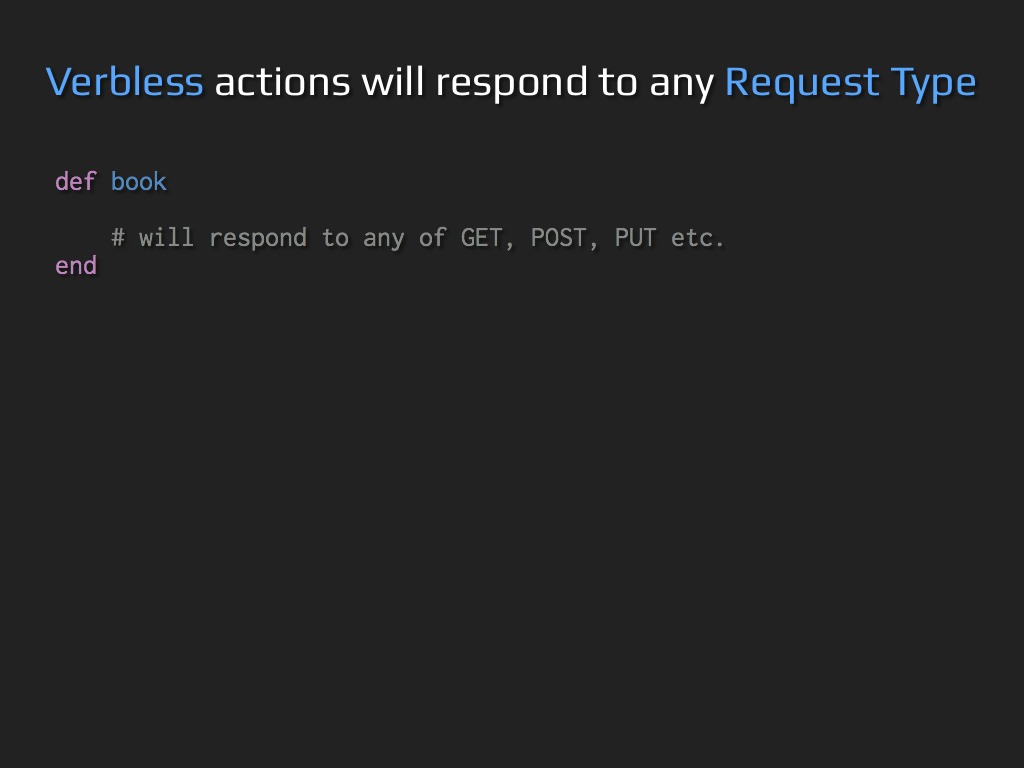 Verbless actions will respond to any Request Type
def book
# will respond to any of GET, POST, PUT etc.
end